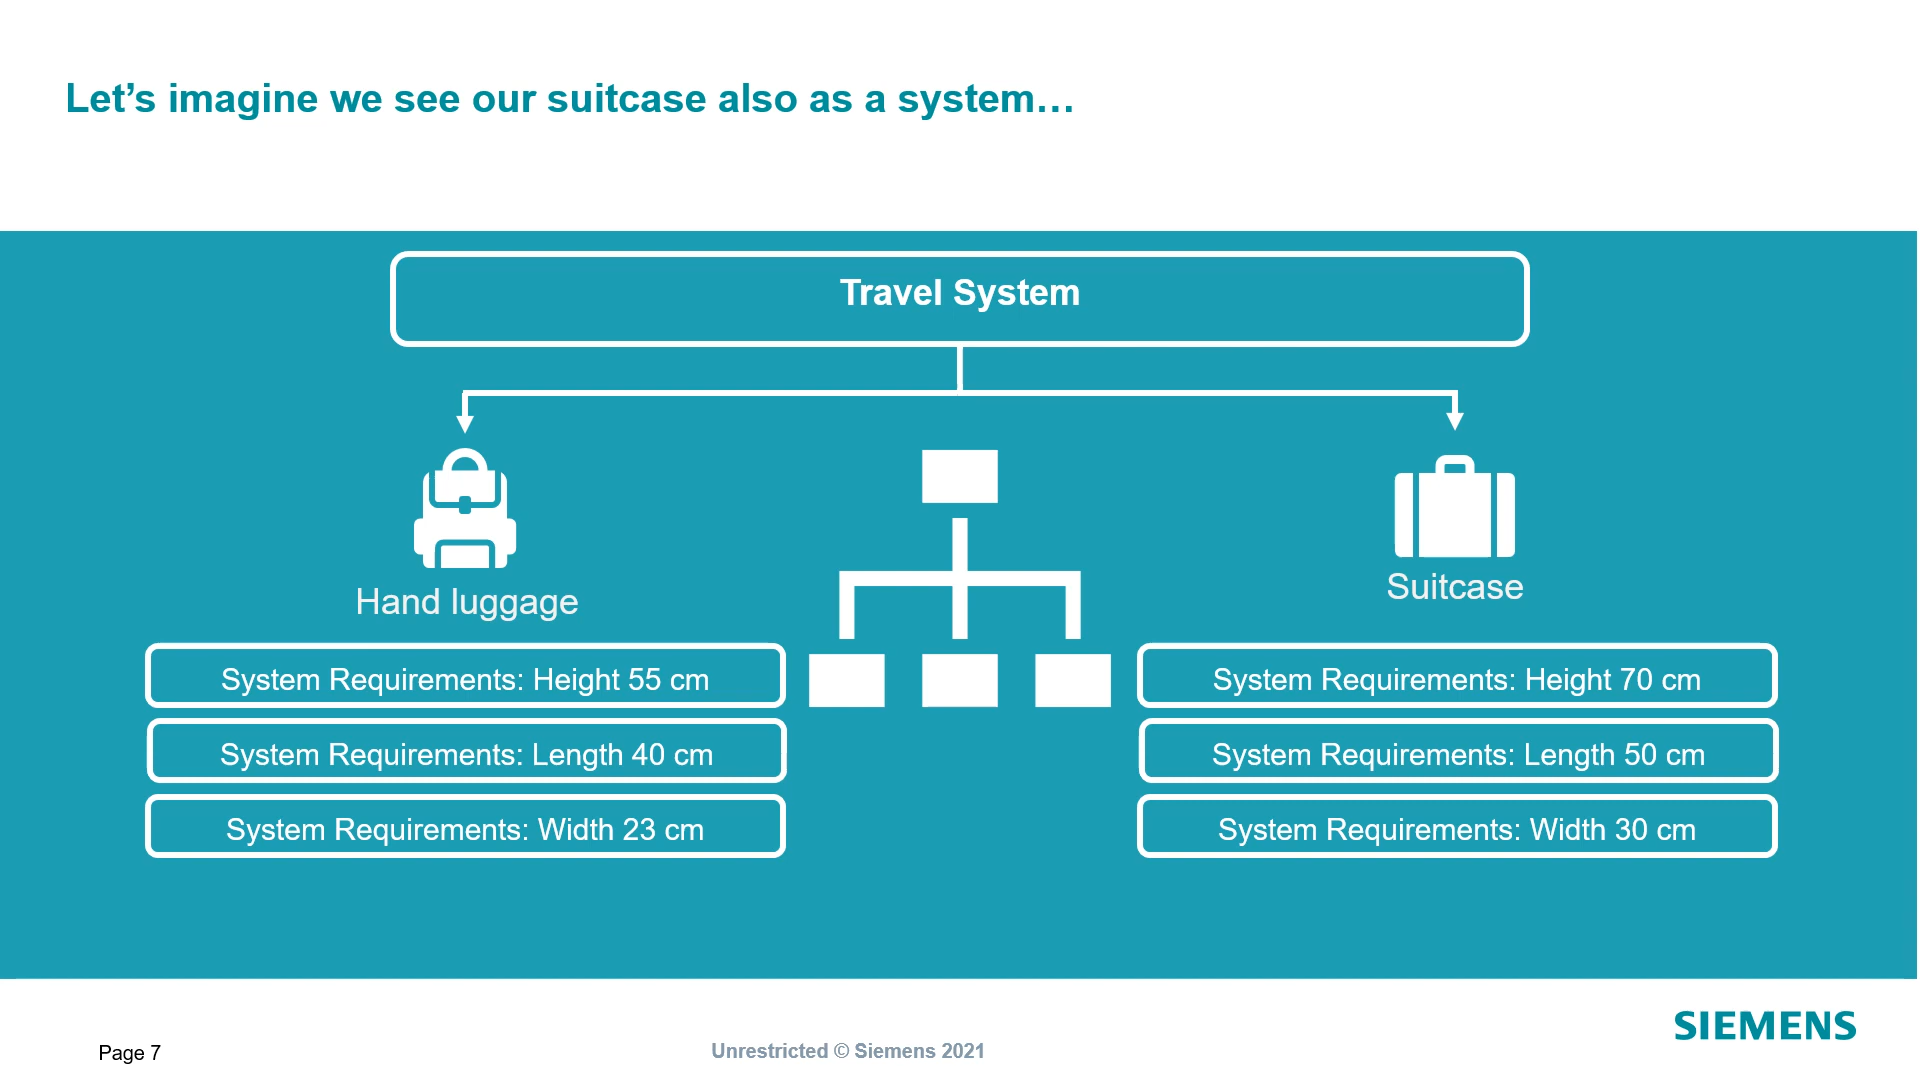 Let’s imagine we see our suitcase also as a system…
Travel System
Hand luggage
System Requirements: Height 55 cm
System Requirements: Length 40 cm
System Requirements: Width 23 cm
Suitcase
System Requirements: Height 70 cm
System Requirements: Length 50 cm
System Requirements: Width 30 cm
SIEMENS
Page 7
Unrestricted © Siemens 2021